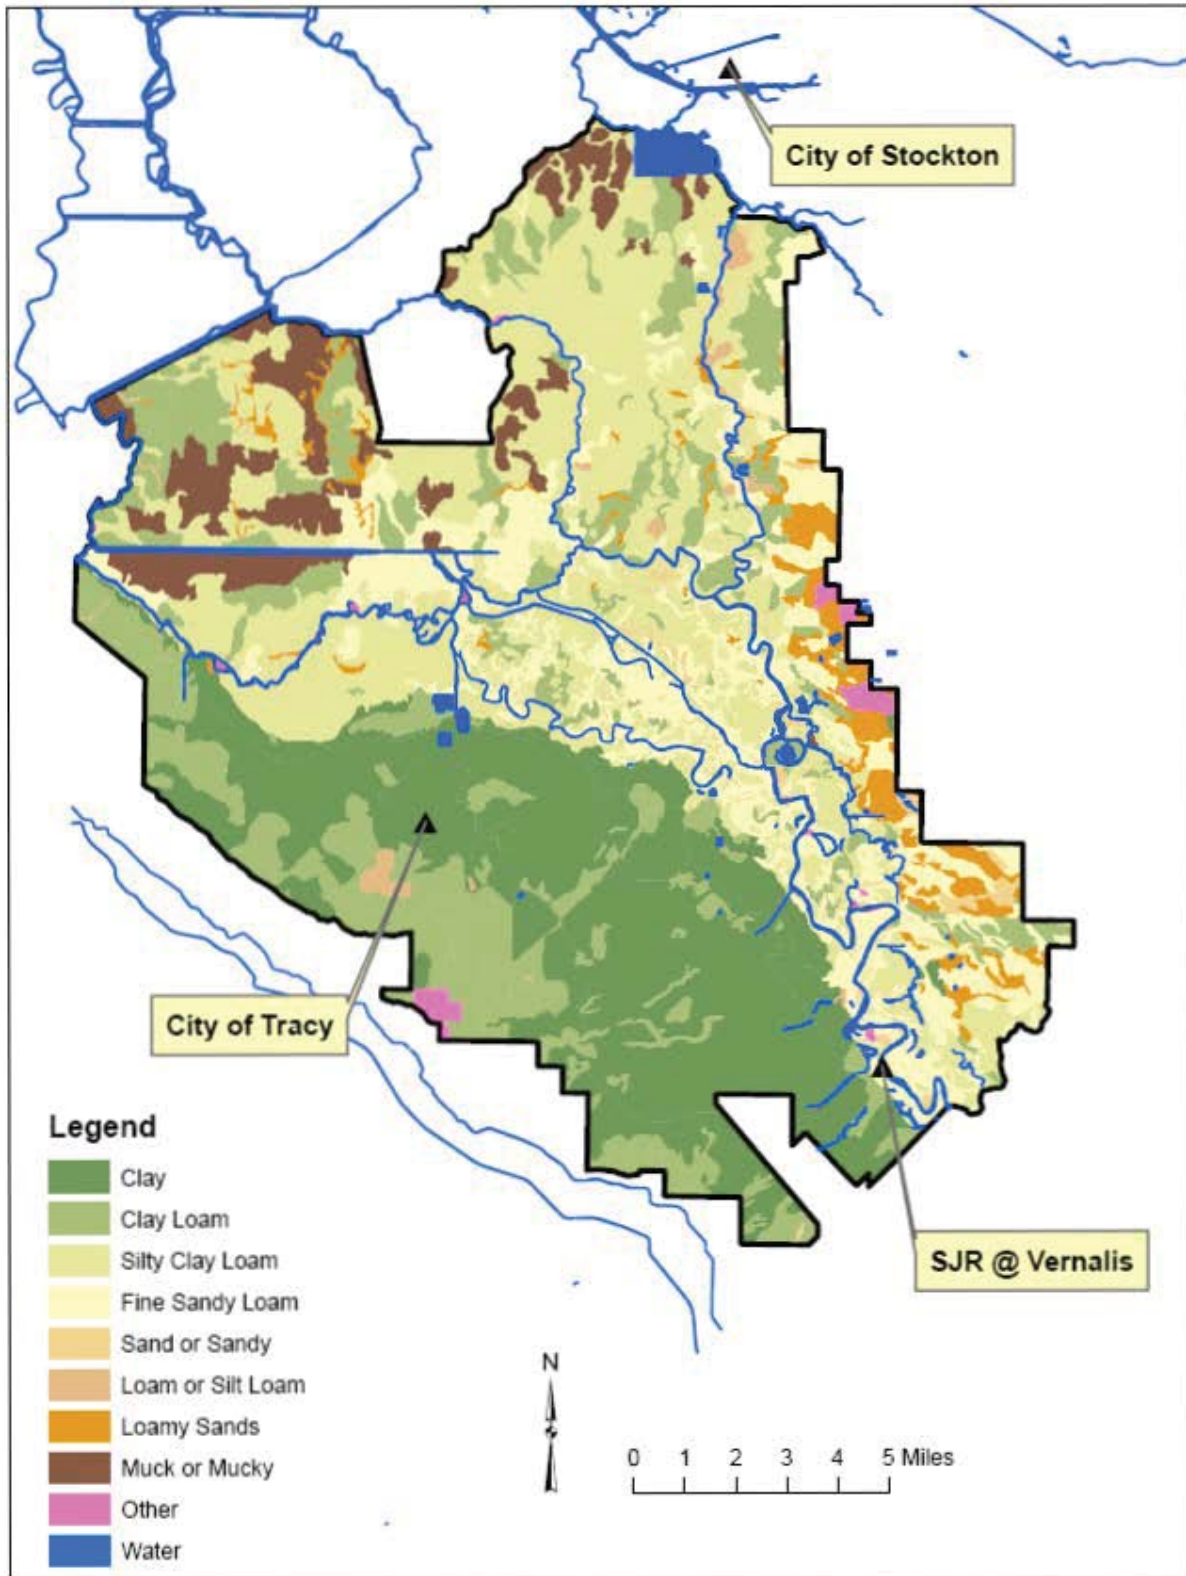 City of Stockton
City of Tracy
SJR @ Vernalis
Legend
Clay
Clay Loam
Silty Clay Loam
Fine Sandy Loam
Sand or Sandy
Loam or Silt Loam
Loamy Sands
Muck or Mucky
Other
Water
N
0 1 2 3 4 5 Miles